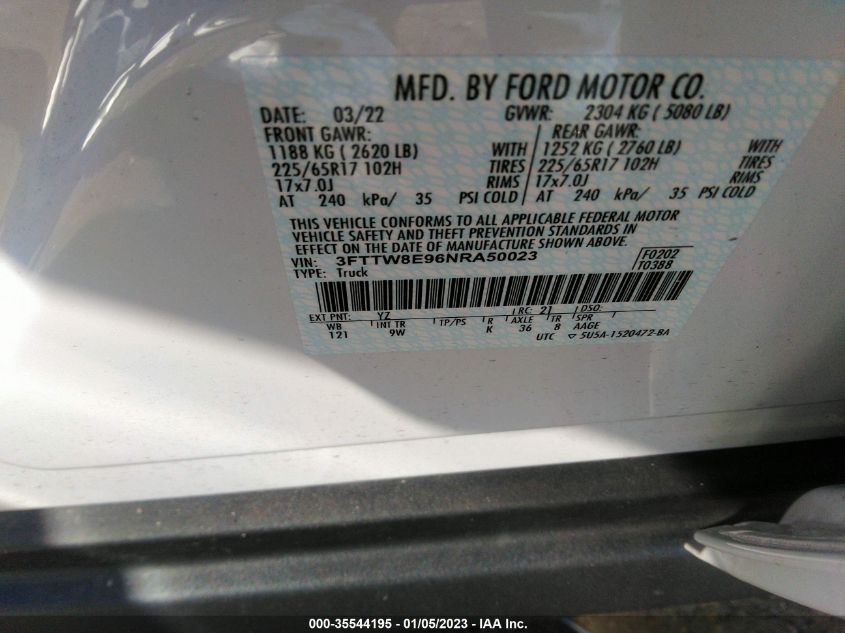 MFD. BY FORD MOTOR CO.
DATE: 03/22 GVWR: 2304 KG ( 5080 LB)
FRONT GAWR: REAR GAWR:
1188 KG ( 2620 LB) WITH 1252 KG ( 2760 LB) WITH
225/65R17 102H TIRES 225/65R17 102H TIRES
17x7.0J RIMS 17x7.0J RIMS
AT 240 kPa/ 35 PSI COLD AT 240 kPa/ 35 PSI COLD
THIS VEHICLE CONFORMS TO ALL APPLICABLE FEDERAL MOTOR
VEHICLE SAFETY AND THEFT PREVENTION STANDARDS IN
EFFECT ON THE DATE OF MANUFACTURE SHOWN ABOVE.
VIN: 3FTTW8E96NRA50023 F0202
TYPE: Truck T0388
EXT PNT: YZ RC: 21 DSO:
WB INT TR TP/PS R AXLE TR SPR
121 9W K 36 8 AAGE
UTC 5U5A-1520472-BA
000-35544195 - 01/05/2023 - IAA Inc.